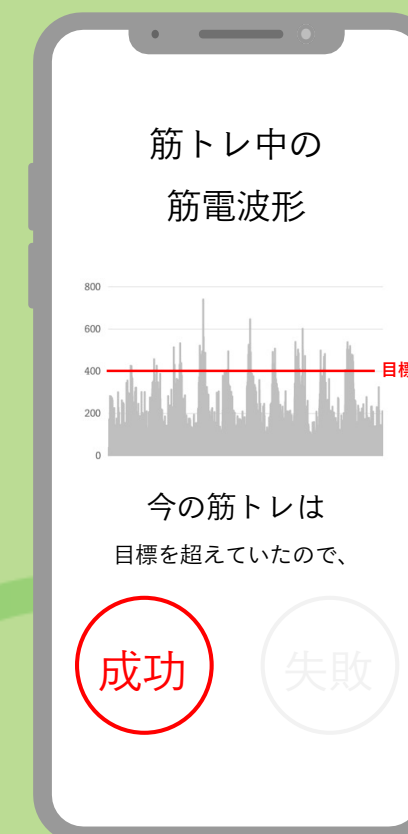 筋トレ中の
筋電波形
800
600
400
目標
200
0
今の筋トレは
目標を超えていたので、
成功
失敗